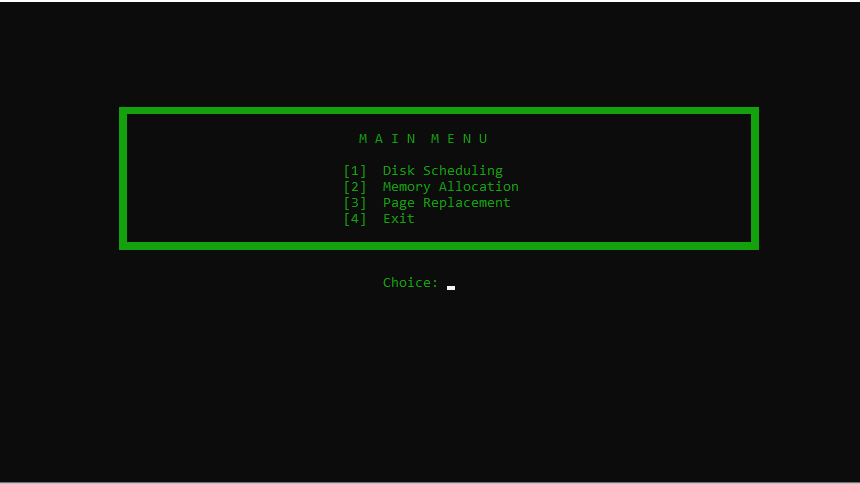 M A I N  M E N U
[1]  Disk Scheduling
[2]  Memory Allocation
[3]  Page Replacement
[4]  Exit
Choice: